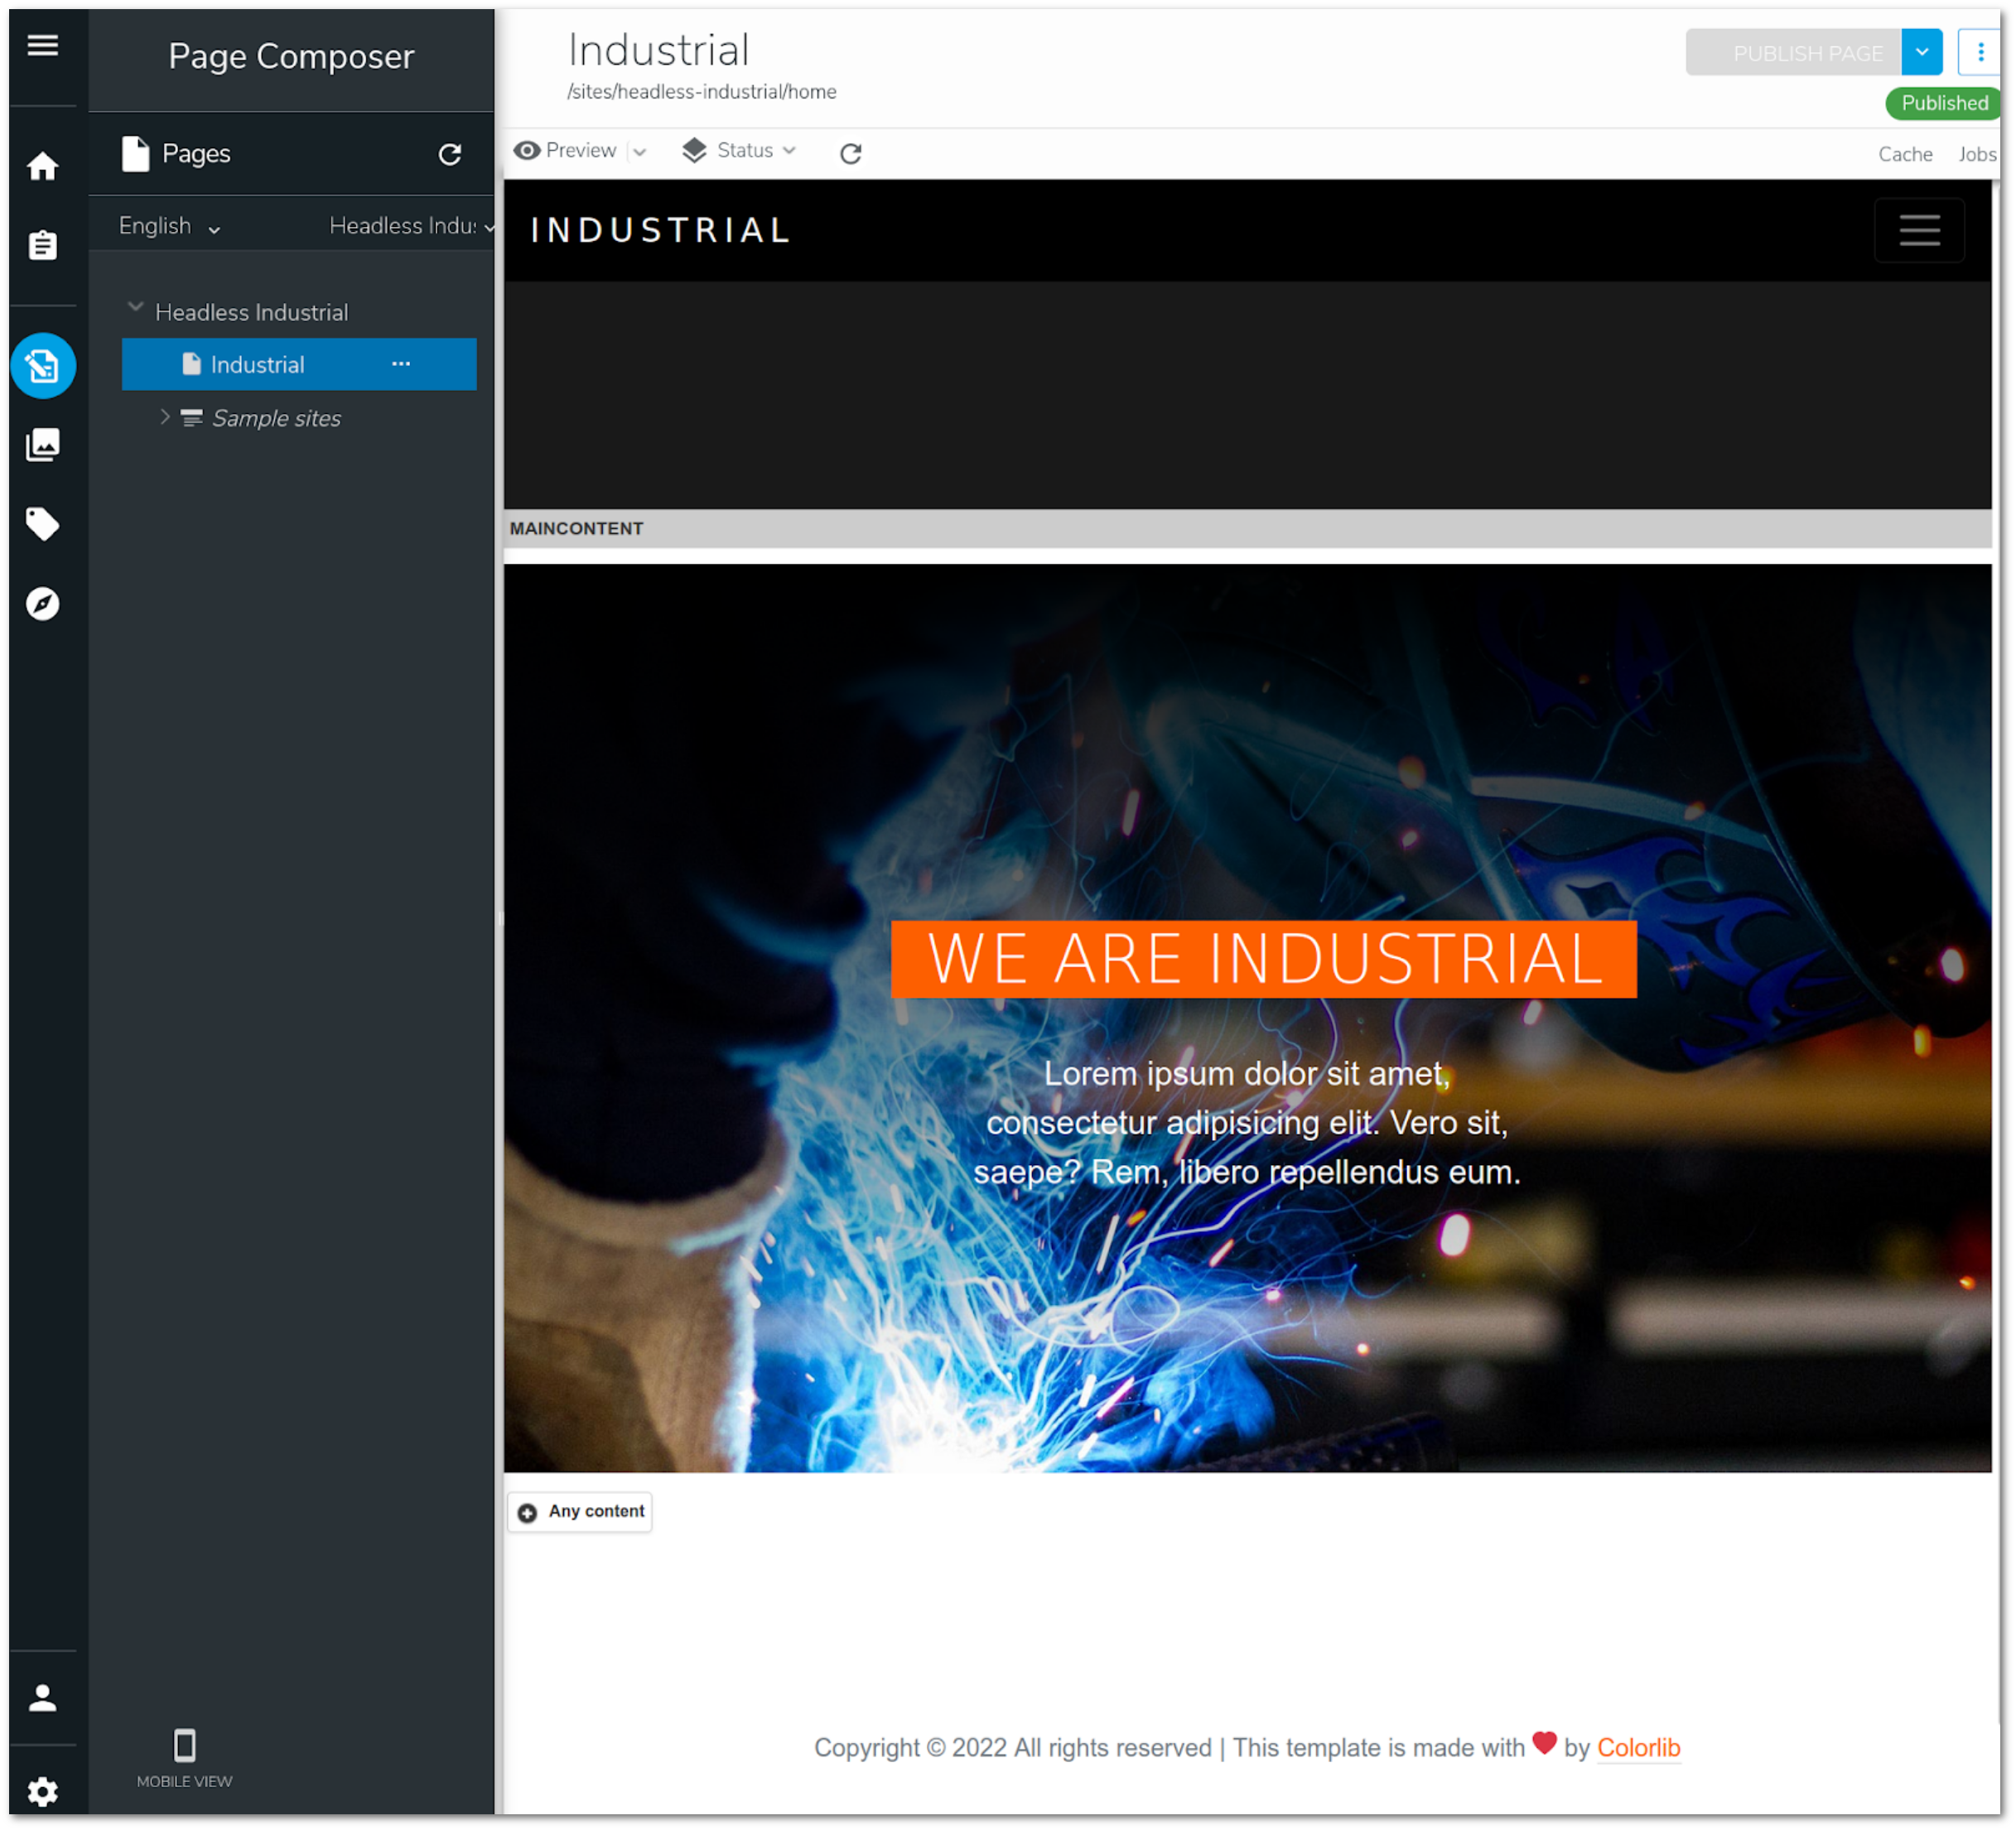 Page Composer
Pages
English
Headless Indu
Headless Industrial
Industrial
Sample sites
MOBILE VIEW
Industrial
/sites/headless-industrial/home
PUBLISH PAGE
Published
Preview
Status
Cache
Jobs
INDUSTRIAL
MAINCONTENT
WE ARE INDUSTRIAL
Lorem ipsum dolor sit amet,
consectetur adipisicing elit. Vero sit,
saepe? Rem, libero repellendus eum.
Any content
Copyright © 2022 All rights reserved | This template is made with ❤ by Colorlib